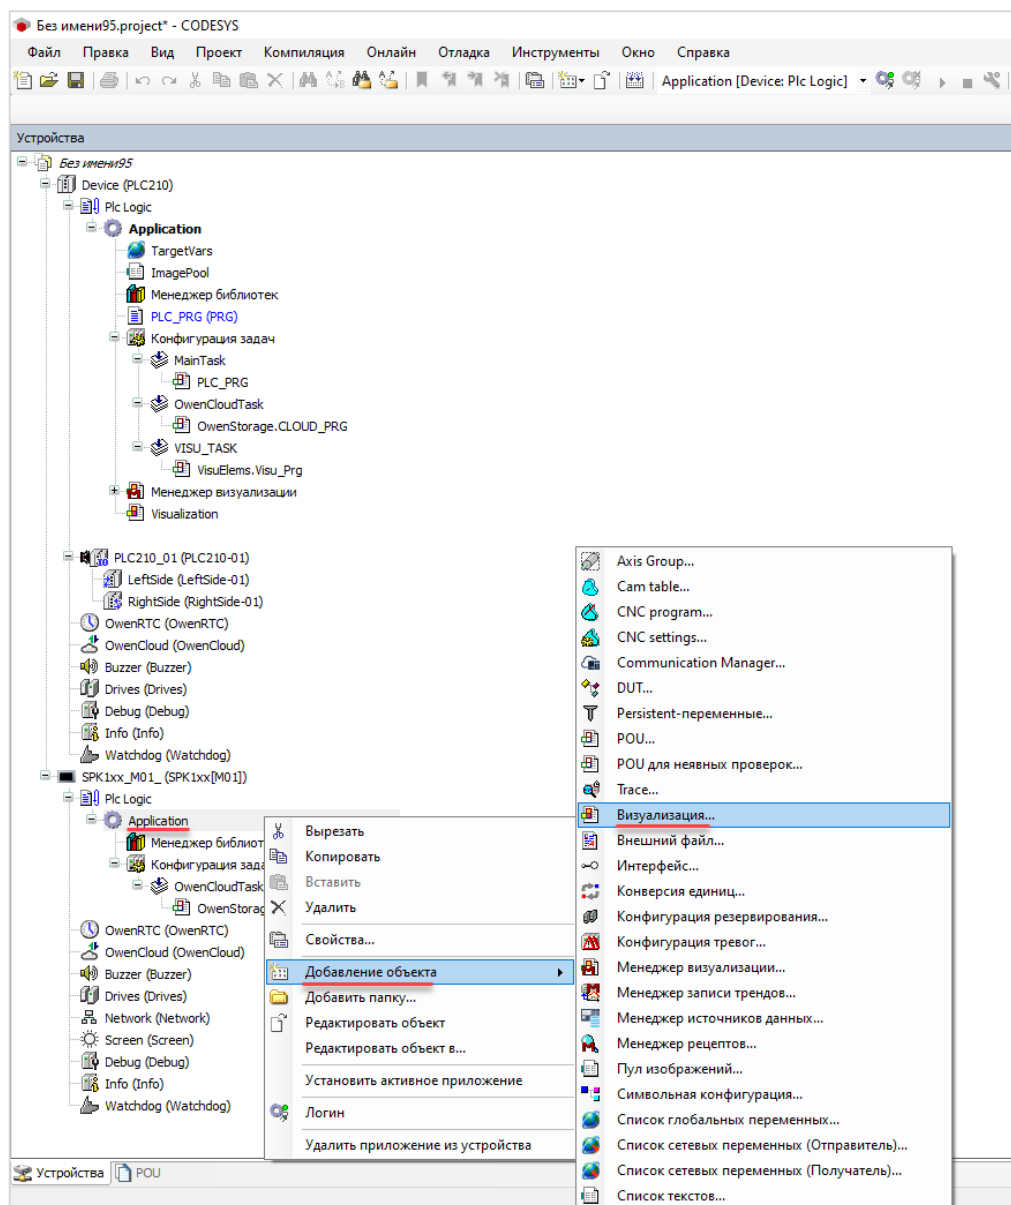 Без имени95.project* - CODESYS
Файл Правка Вид Проект Компиляция Онлайн Отладка Инструменты Окно Справка
Application [Device: Plc Logic]
Устройства
Без имени95
Device (PLC210)
Plc Logic
Application
TargetVars
ImagePool
Менеджер библиотек
PLC_PRG (PRG)
Конфигурация задач
MainTask
PLC_PRG
OwenCloudTask
OwenStorage.CLOUD_PRG
VISU_TASK
VisuElems.Visu_Prg
Менеджер визуализации
Visualization
PLC210_01 (PLC210-01)
LeftSide (LeftSide-01)
RightSide (RightSide-01)
OwenRTC (OwenRTC)
OwenCloud (OwenCloud)
Buzzer (Buzzer)
Drives (Drives)
Debug (Debug)
Info (Info)
Watchdog (Watchdog)
SPK1xx_M01_ (SPK1xx[M01])
Plc Logic
Application
Менеджер библиот
Конфигурация зада
OwenCloudTask
OwenStorag
OwenRTC (OwenRTC)
OwenCloud (OwenCloud)
Buzzer (Buzzer)
Drives (Drives)
Network (Network)
Screen (Screen)
Debug (Debug)
Info (Info)
Watchdog (Watchdog)
Вырезать
Копировать
Вставить
Удалить
Свойства...
Добавление объекта
Добавить папку...
Редактировать объект
Редактировать объект в...
Установить активное приложение
Логин
Удалить приложение из устройства
Axis Group...
Cam table...
CNC program...
CNC settings...
Communication Manager...
DUT...
Persistent-переменные...
POU...
POU для неявных проверок...
Trace...
Визуализация...
Внешний файл...
Интерфейс...
Конверсия единиц...
Конфигурация резервирования...
Конфигурация тревог...
Менеджер визуализации...
Менеджер записи трендов...
Менеджер источников данных...
Менеджер рецептов...
Пул изображений...
Символьная конфигурация...
Список глобальных переменных...
Список сетевых переменных (Отправитель)...
Список сетевых переменных (Получатель)...
Список текстов...
Устройства POU